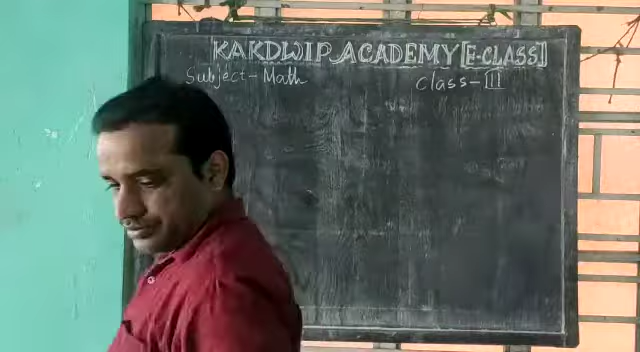 KAKDWIP ACADEMY [E-CLASS]
Subject - Math class - III